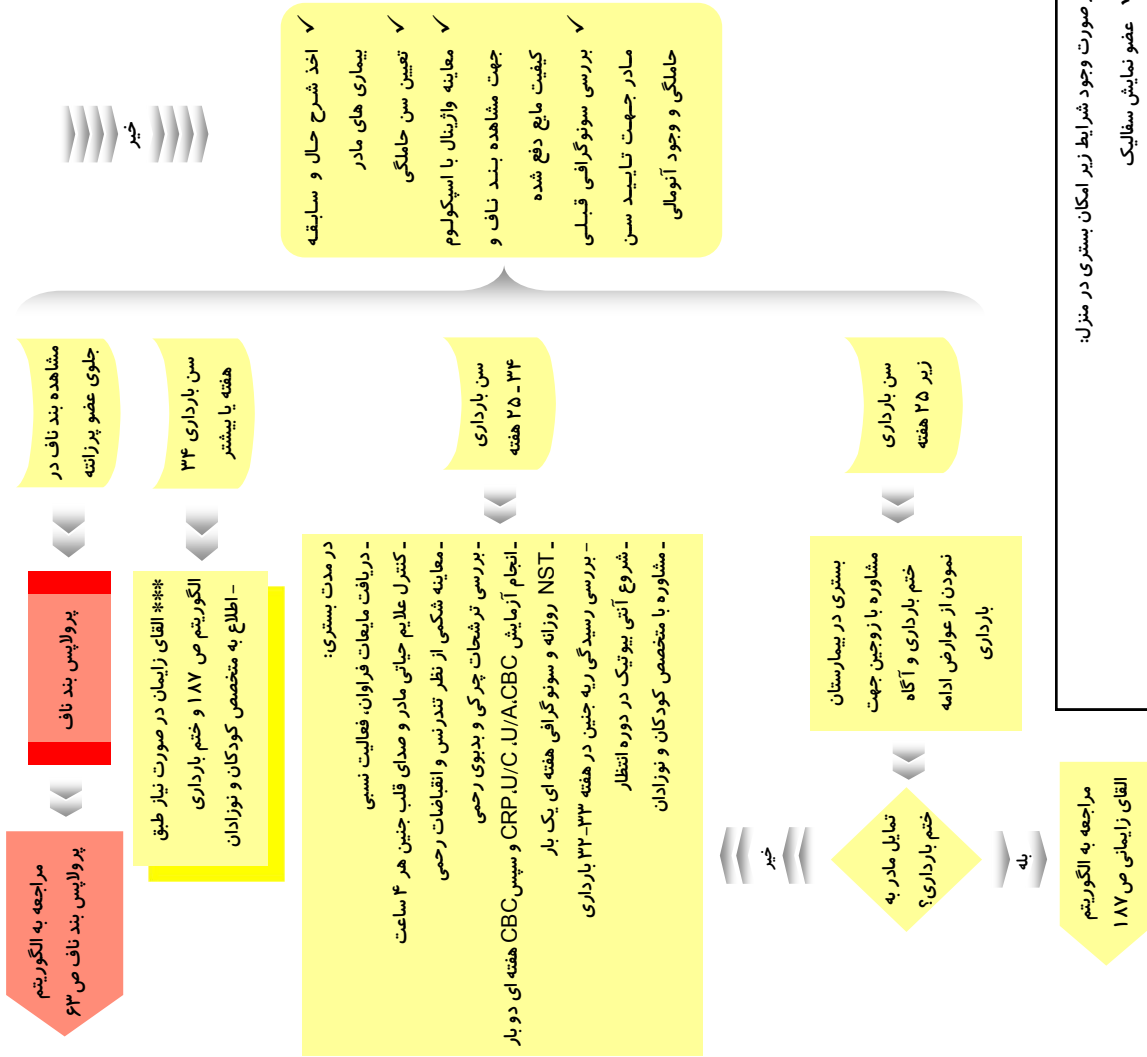 خیر
✓ اخذ شرح حال و سابقه
بیماری های مادر
✓ تعیین سن حاملگی
✓ معاینه واژینال با اسپکولوم
جهت مشاهده بند ناف و
کیفیت مایع دفع شده
✓ بررسی سونوگرافی قبلی
مادر جهت تایید سن
حاملگی و وجود آنومالی
مشاهده بند ناف در
جلوی عضو پرزانته
پرولاپس بند ناف
مراجعه به الگوریتم
پرولاپس بند ناف ص ۶۳
سن بارداری ۳۴
هفته یا بیشتر
*** القای زایمان در صورت نیاز طبق
الگوریتم ص ۱۸۷ و ختم بارداری
- اطلاع به متخصص کودکان و نوزادان
سن بارداری
۳۴ ـ ۲۵ هفته
در مدت بستری:
ـ دریافت مایعات فراوان، فعالیت نسبی
ـ کنترل علایم حیاتی مادر و صدای قلب جنین هر ۴ ساعت
ـ معاینه شکمی از نظر تندرنس و انقباضات رحمی
ـ بررسی ترشحات چرکی و بدبوی رحمی
ـ انجام آزمایش CRP،U/C ،U/A،CBC و سپس CBC هفته ای دو بار
ـ NST روزانه و سونوگرافی هفته ای یک بار
- بررسی رسیدگی ریه جنین در هفته ۳۳-۳۲ بارداری
ـ شروع آنتی بیوتیک در دوره انتظار
ـ مشاوره با متخصص کودکان و نوزادان
سن بارداری
زیر ۲۵ هفته
بستری در بیمارستان
مشاوره با زوجین جهت
ختم بارداری و آگاه
نمودن از عوارض ادامه
بارداری
تمایل مادر به
ختم بارداری؟
خیر
بله
مراجعه به الگوریتم
القای زایمانی ص۱۸۷
صورت وجود شرایط زیر امکان بستری در منزل:
عضو نمایش سفالیک